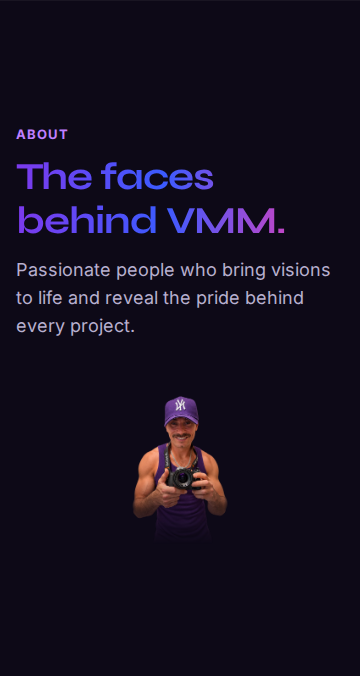 ABOUT
The faces
behind VMM.
Passionate people who bring visions
to life and reveal the pride behind
every project.
NY